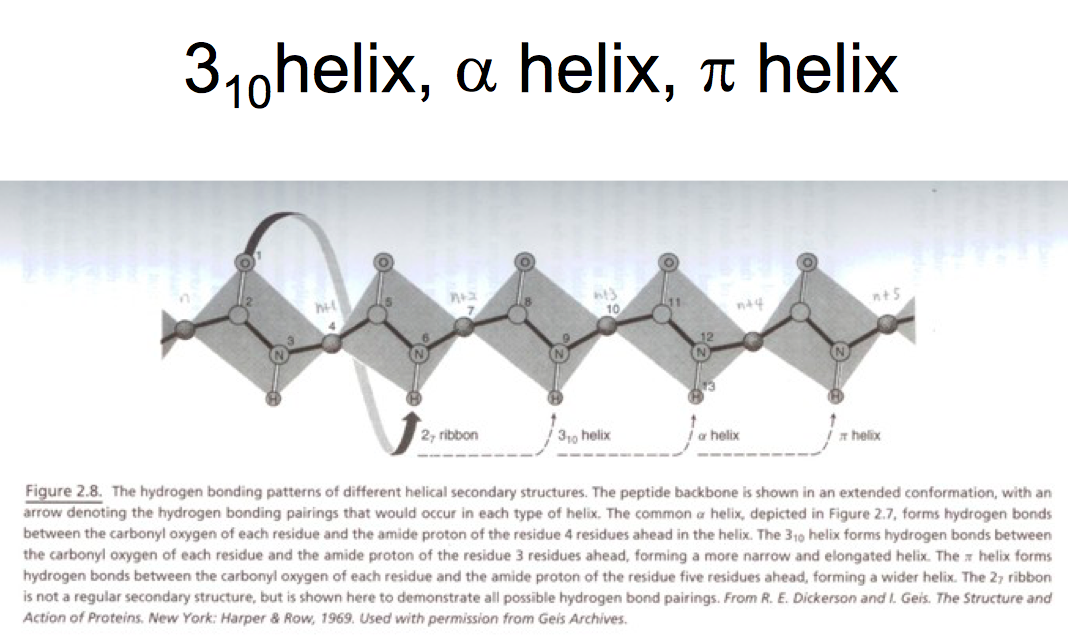 3₁₀helix, α helix, π helix
O 1 O O O O
n 2 n+1 5 n+2 8 n+3 11 n+4 n+5
7 10
4
3 6 9 12
N N N N N
13
H H H H H
2₇ ribbon 3₁₀ helix α helix π helix
Figure 2.8. The hydrogen bonding patterns of different helical secondary structures. The peptide backbone is shown in an extended conformation, with an
arrow denoting the hydrogen bonding pairings that would occur in each type of helix. The common α helix, depicted in Figure 2.7, forms hydrogen bonds
between the carbonyl oxygen of each residue and the amide proton of the residue 4 residues ahead in the helix. The 3₁₀ helix forms hydrogen bonds between
the carbonyl oxygen of each residue and the amide proton of the residue 3 residues ahead, forming a more narrow and elongated helix. The π helix forms
hydrogen bonds between the carbonyl oxygen of each residue and the amide proton of the residue five residues ahead, forming a wider helix. The 2₇ ribbon
is not a regular secondary structure, but is shown here to demonstrate all possible hydrogen bond pairings. From R. E. Dickerson and I. Geis. The Structure and
Action of Proteins. New York: Harper & Row, 1969. Used with permission from Geis Archives.